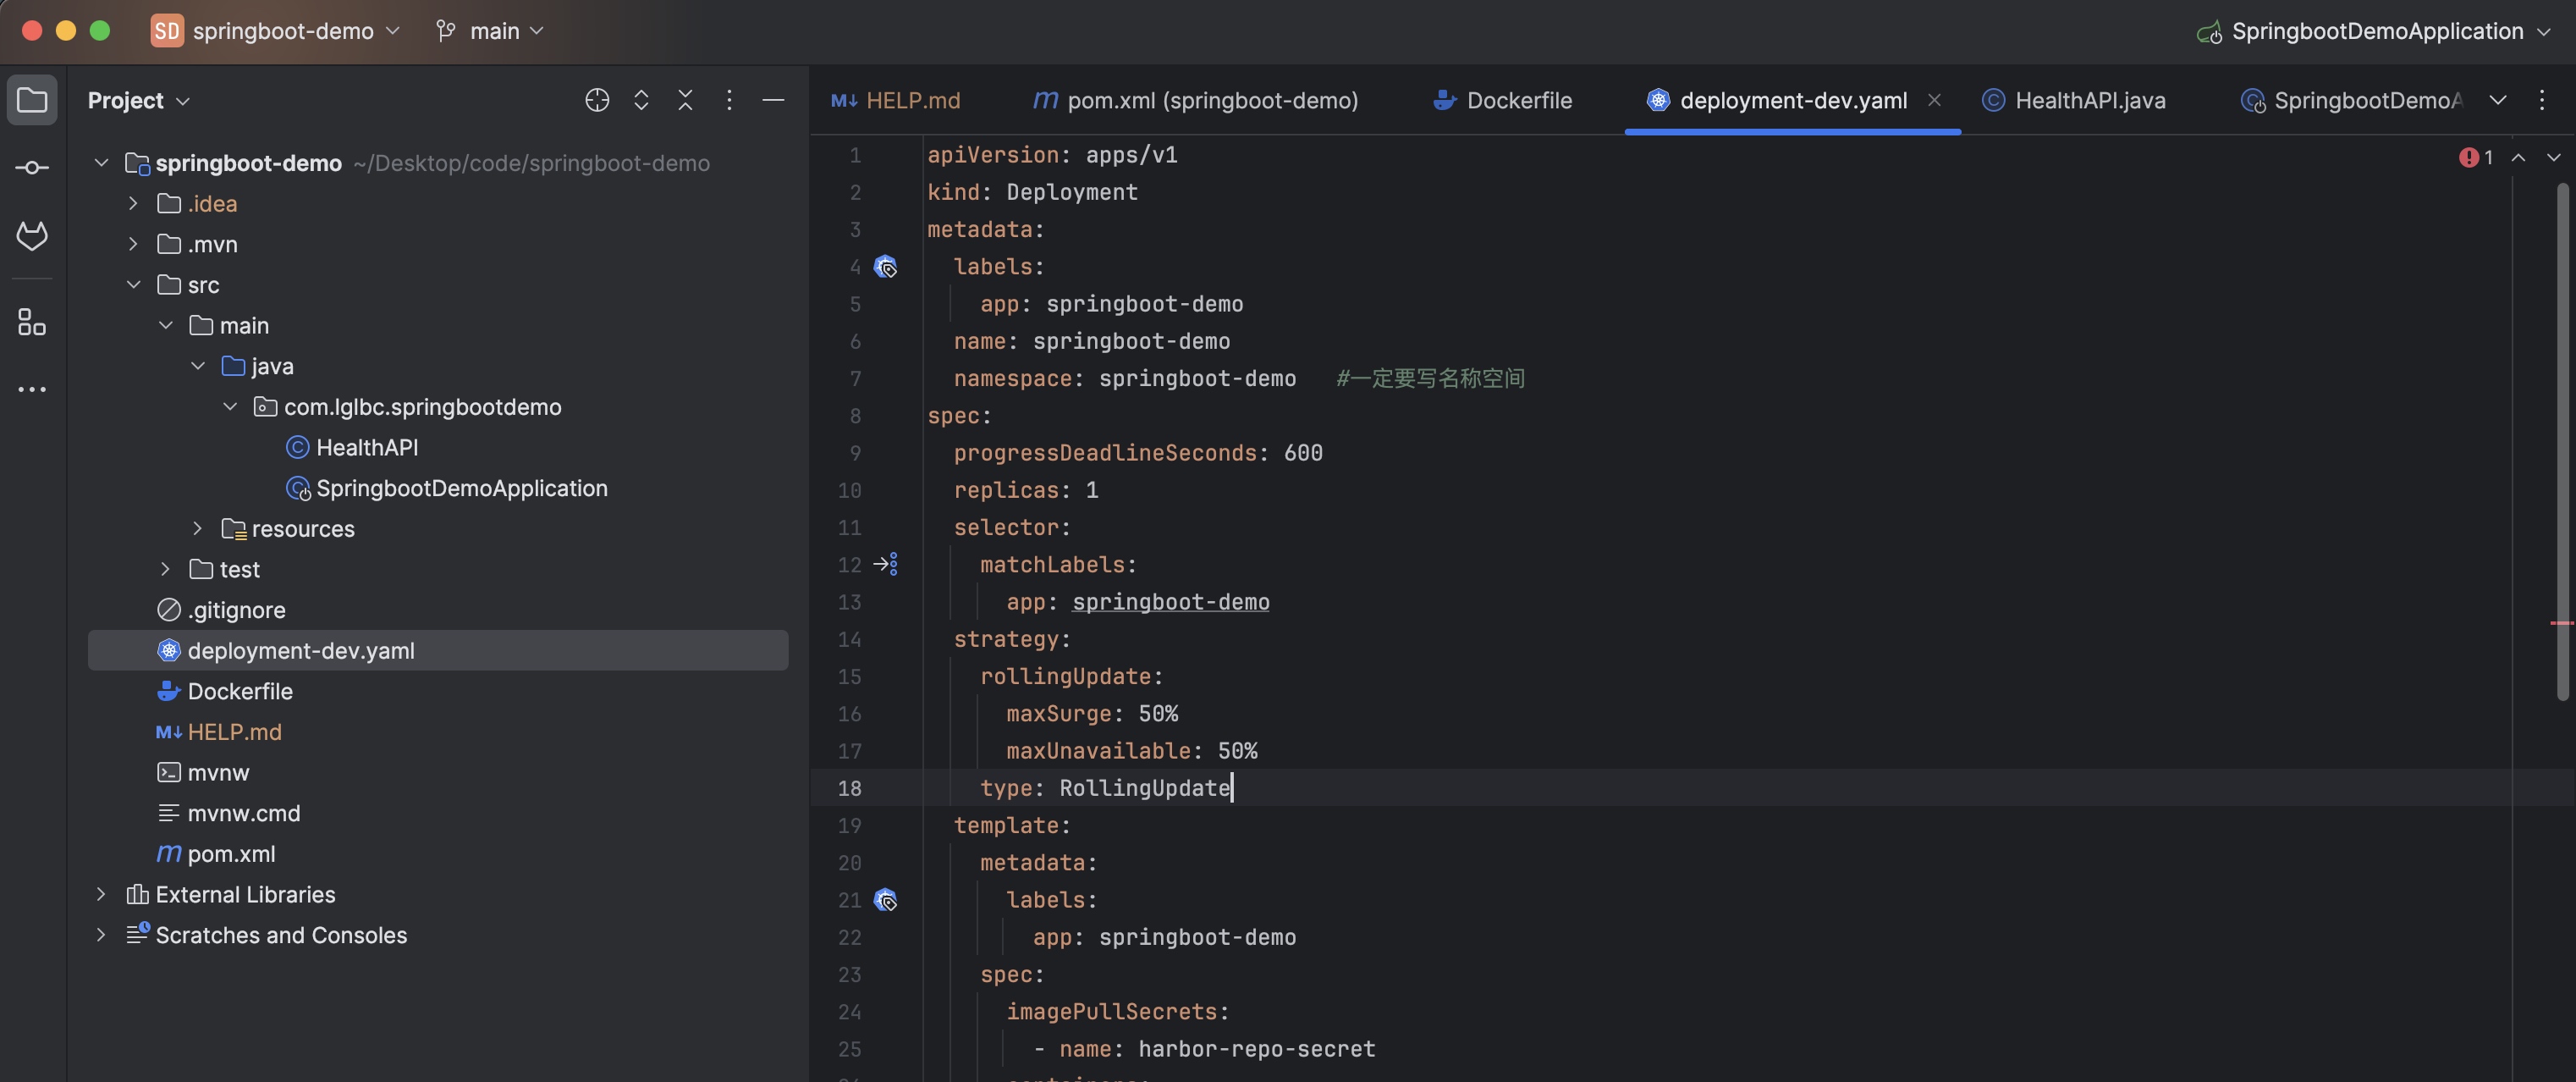 SD springboot-demo main SpringbootDemoApplication
Project
springboot-demo ~/Desktop/code/springboot-demo
.idea
.mvn
src
main
java
com.lglbc.springbootdemo
HealthAPI
SpringbootDemoApplication
resources
test
.gitignore
deployment-dev.yaml
Dockerfile
M↓ HELP.md
mvnw
mvnw.cmd
m pom.xml
External Libraries
Scratches and Consoles
M↓ HELP.md m pom.xml (springboot-demo) Dockerfile deployment-dev.yaml HealthAPI.java SpringbootDemoA
1
1 apiVersion: apps/v1
2 kind: Deployment
3 metadata:
4   labels:
5     app: springboot-demo
6   name: springboot-demo
7   namespace: springboot-demo   #一定要写名称空间
8 spec:
9   progressDeadlineSeconds: 600
10   replicas: 1
11   selector:
12     matchLabels:
13       app: springboot-demo
14   strategy:
15     rollingUpdate:
16       maxSurge: 50%
17       maxUnavailable: 50%
18     type: RollingUpdate
19   template:
20     metadata:
21       labels:
22         app: springboot-demo
23     spec:
24       imagePullSecrets:
25         - name: harbor-repo-secret